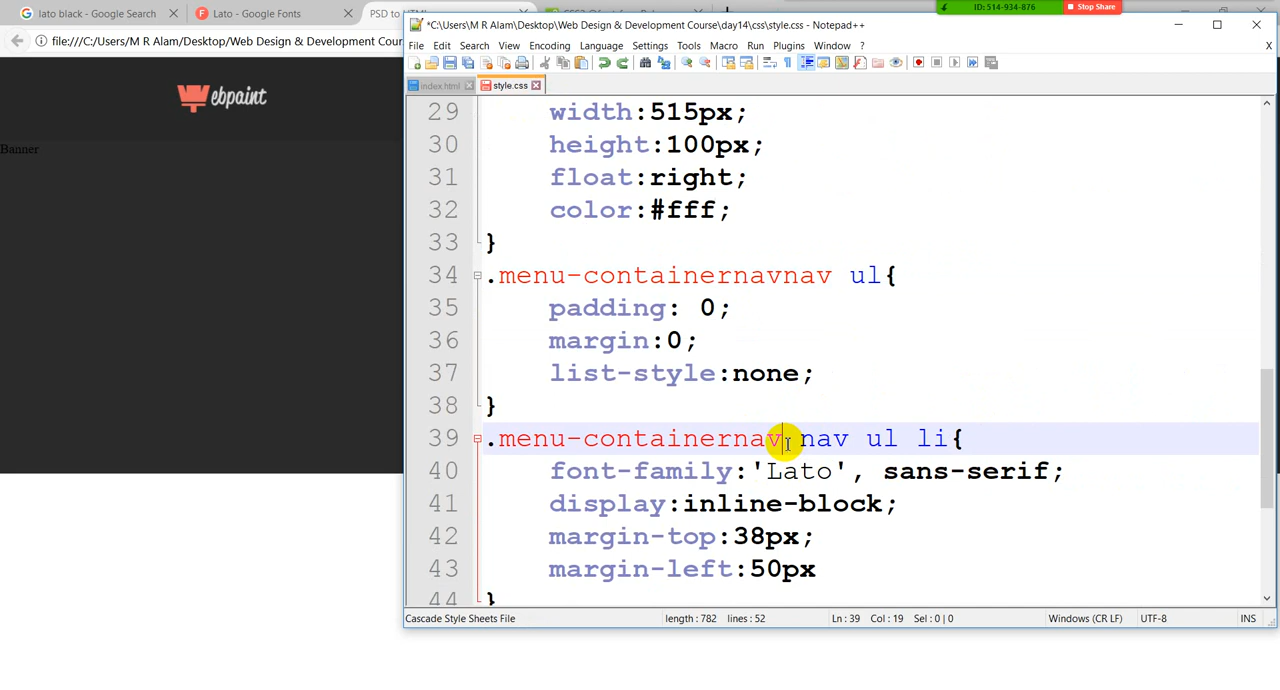 lato black - Google Search
Lato - Google Fonts
PSD to HTML
ID: 514-934-876
Stop Share
file:///C:/Users/M R Alam/Desktop/Web Design & Development Cour
ebpaint
Banner
*C:\Users\M R Alam\Desktop\Web Design & Development Course\day14\css\style.css - Notepad++
File Edit Search View Encoding Language Settings Tools Macro Run Plugins Window ?
X
index.html
style.css
29 width:515px;
30 height:100px;
31 float:right;
32 color:#fff;
33 }
34 .menu-containernavnav ul{
35 padding: 0;
36 margin:0;
37 list-style:none;
38 }
39 .menu-containernav nav ul li{
40 font-family:'Lato', sans-serif;
41 display:inline-block;
42 margin-top:38px;
43 margin-left:50px
44 }
Cascade Style Sheets File
length : 782 lines : 52
Ln : 39 Col : 19 Sel : 0 | 0
Windows (CR LF)
UTF-8
INS